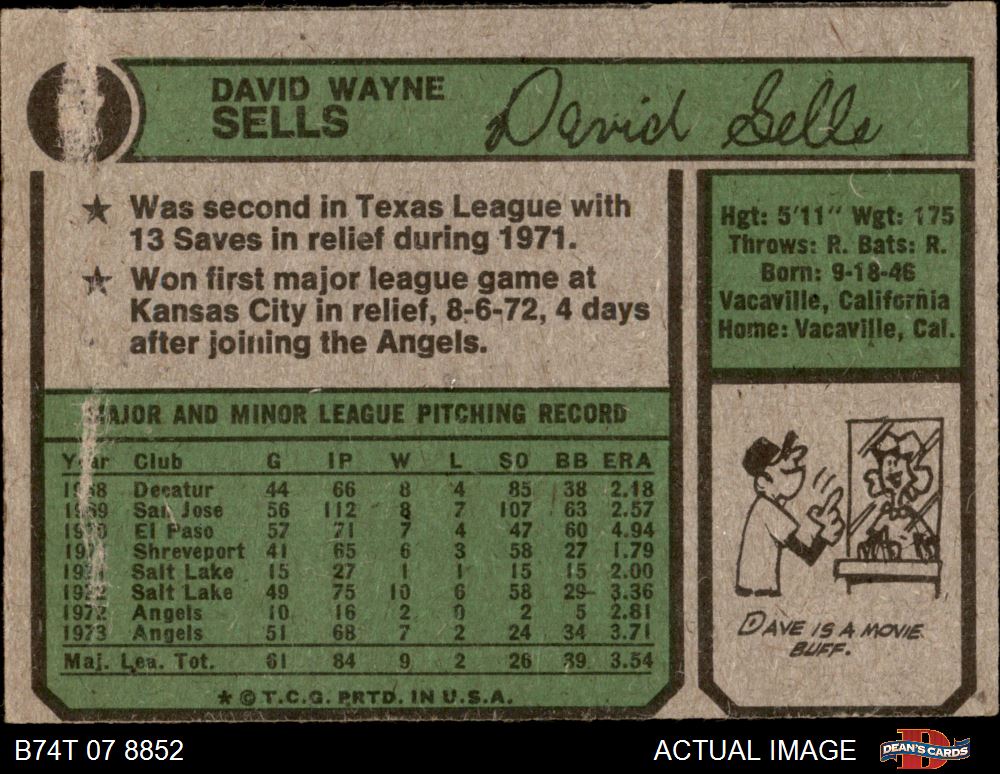 DAVID WAYNE
SELLS
David Sells
★ Was second in Texas League with
13 Saves in relief during 1971.
★ Won first major league game at
Kansas City in relief, 8-6-72, 4 days
after joining the Angels.
Hgt: 5'11" Wgt: 175
Throws: R. Bats: R.
Born: 9-18-46
Vacaville, California
Home: Vacaville, Cal.
MAJOR AND MINOR LEAGUE PITCHING RECORD
Year Club G IP W L SO BB ERA
1968 Decatur 44 66 8 4 85 38 2.18
1969 San Jose 56 112 8 7 107 63 2.57
1970 El Paso 57 71 7 4 47 60 4.94
1971 Shreveport 41 65 6 3 58 27 1.79
1971 Salt Lake 15 27 1 1 15 15 2.00
1972 Salt Lake 49 75 10 6 58 29 3.36
1972 Angels 10 16 2 0 2 5 2.81
1973 Angels 51 68 7 2 24 34 3.71
Maj. Lea. Tot. 61 84 9 2 26 39 3.54
* © T.C.G. PRTD. IN U.S.A.
DAVE IS A MOVIE
BUFF.
B74T 07 8852
ACTUAL IMAGE
DEAN'S CARDS